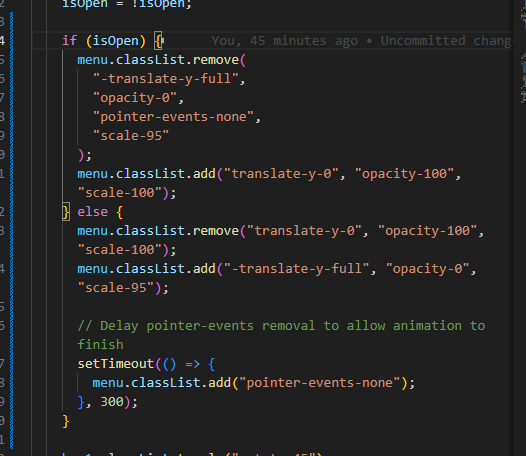 isOpen = !isOpen;
if (isOpen) { You, 45 minutes ago • Uncommitted chang
menu.classList.remove(
"-translate-y-full",
"opacity-0",
"pointer-events-none",
"scale-95"
);
menu.classList.add("translate-y-0", "opacity-100",
"scale-100");
} else {
menu.classList.remove("translate-y-0", "opacity-100",
"scale-100");
menu.classList.add("-translate-y-full", "opacity-0",
"scale-95");
// Delay pointer-events removal to allow animation to
finish
setTimeout(() => {
menu.classList.add("pointer-events-none");
}, 300);
}